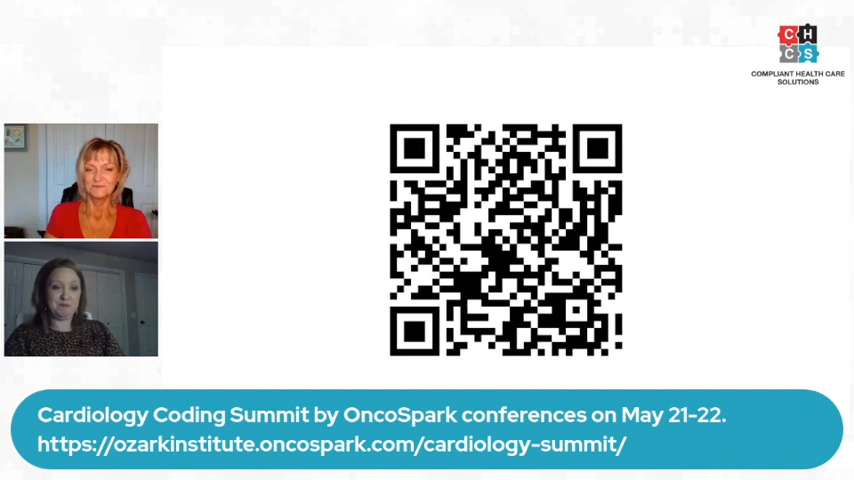 C H
C S
COMPLIANT HEALTH CARE
SOLUTIONS
Cardiology Coding Summit by OncoSpark conferences on May 21-22.
https://ozarkinstitute.oncospark.com/cardiology-summit/